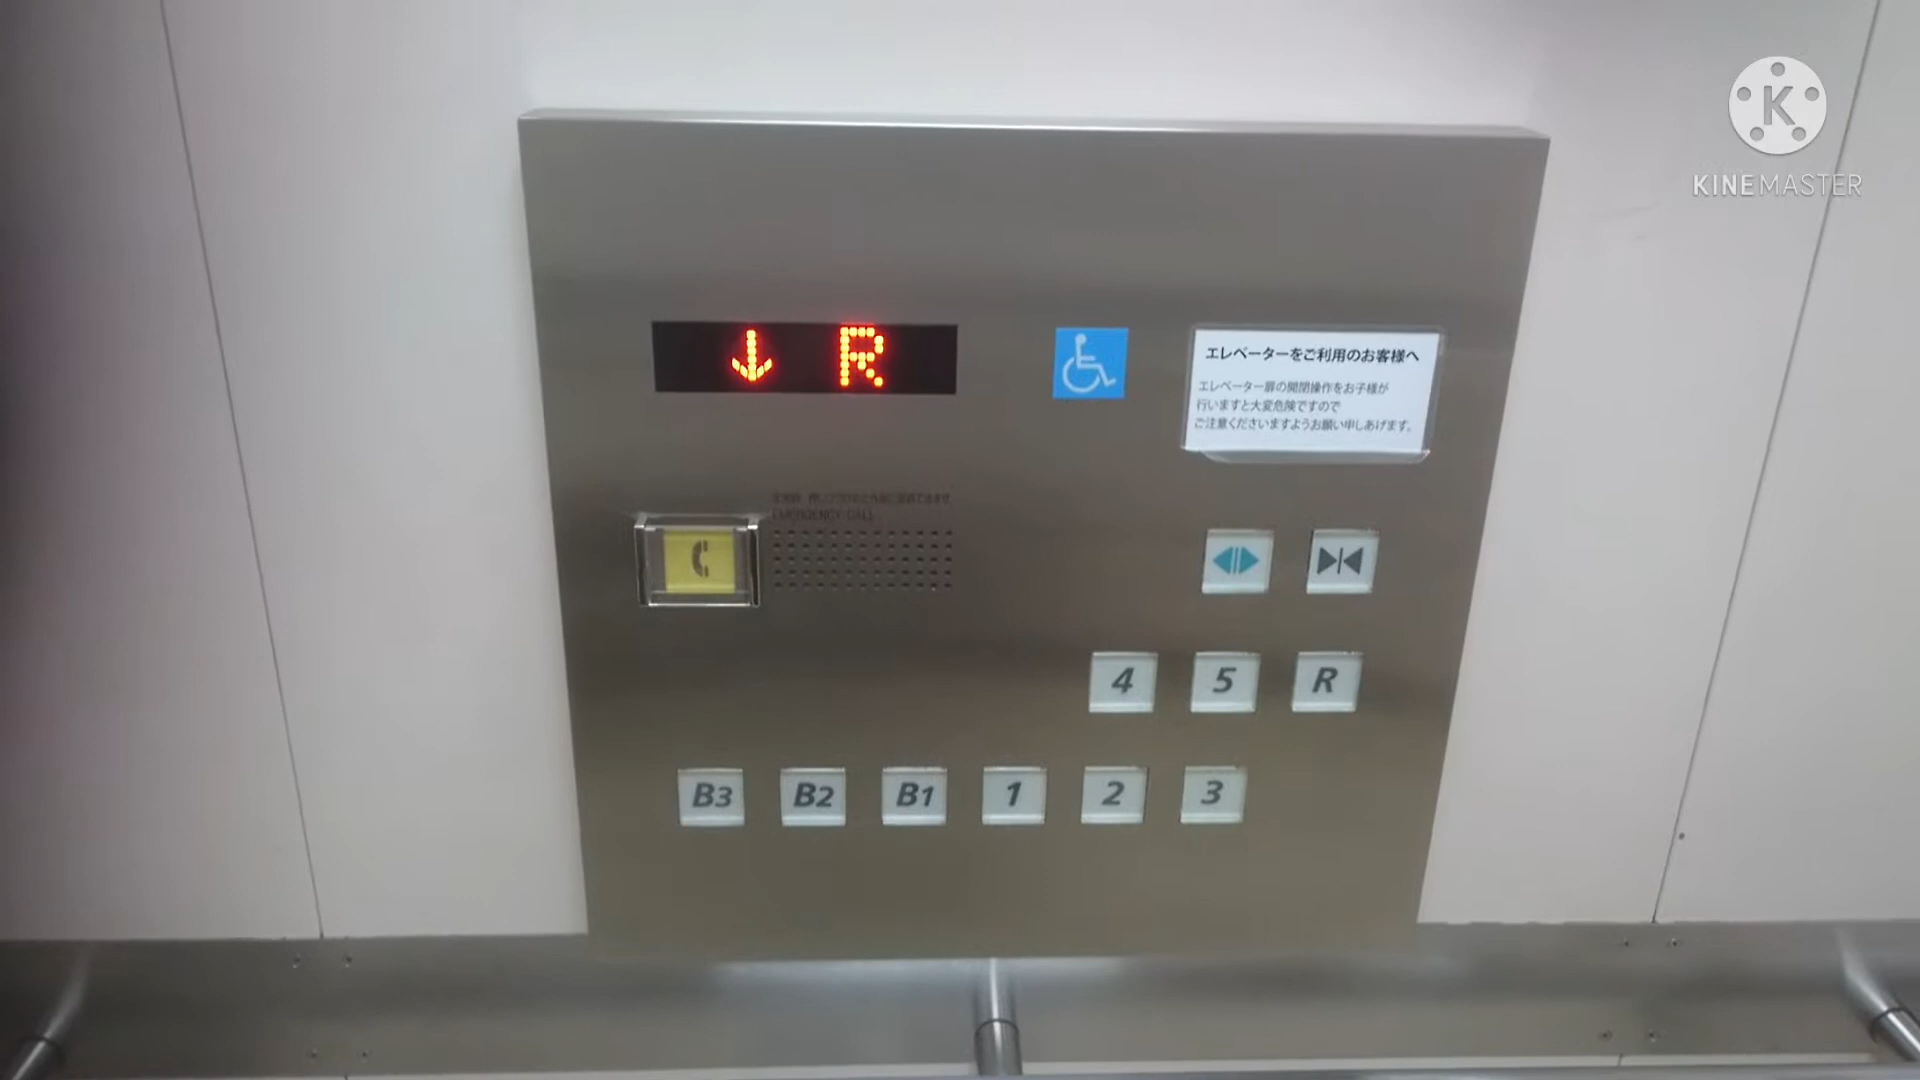 KINEMASTER
↓ R
エレベーターをご利用のお客様へ
エレベーター扉の開閉操作をお子様が
行いますと大変危険ですので
ご注意くださいますようお願い申しあげます。
EMERGENCY CALL
4 5 R
B3 B2 B1 1 2 3